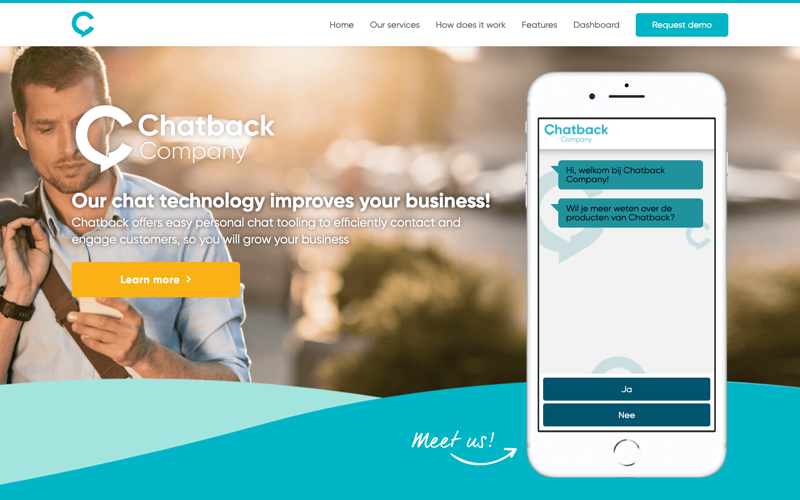 Home Our services How does it work Features Dashboard Request demo
Chatback
Company
Our chat technology improves your business!
Chatback offers easy personal chat tooling to efficiently contact and
engage customers, so you will grow your business
Learn more
Chatback
Company
Hi, welkom bij Chatback
Company!
Wil je meer weten over de
producten van Chatback?
Ja
Nee
Meet us!